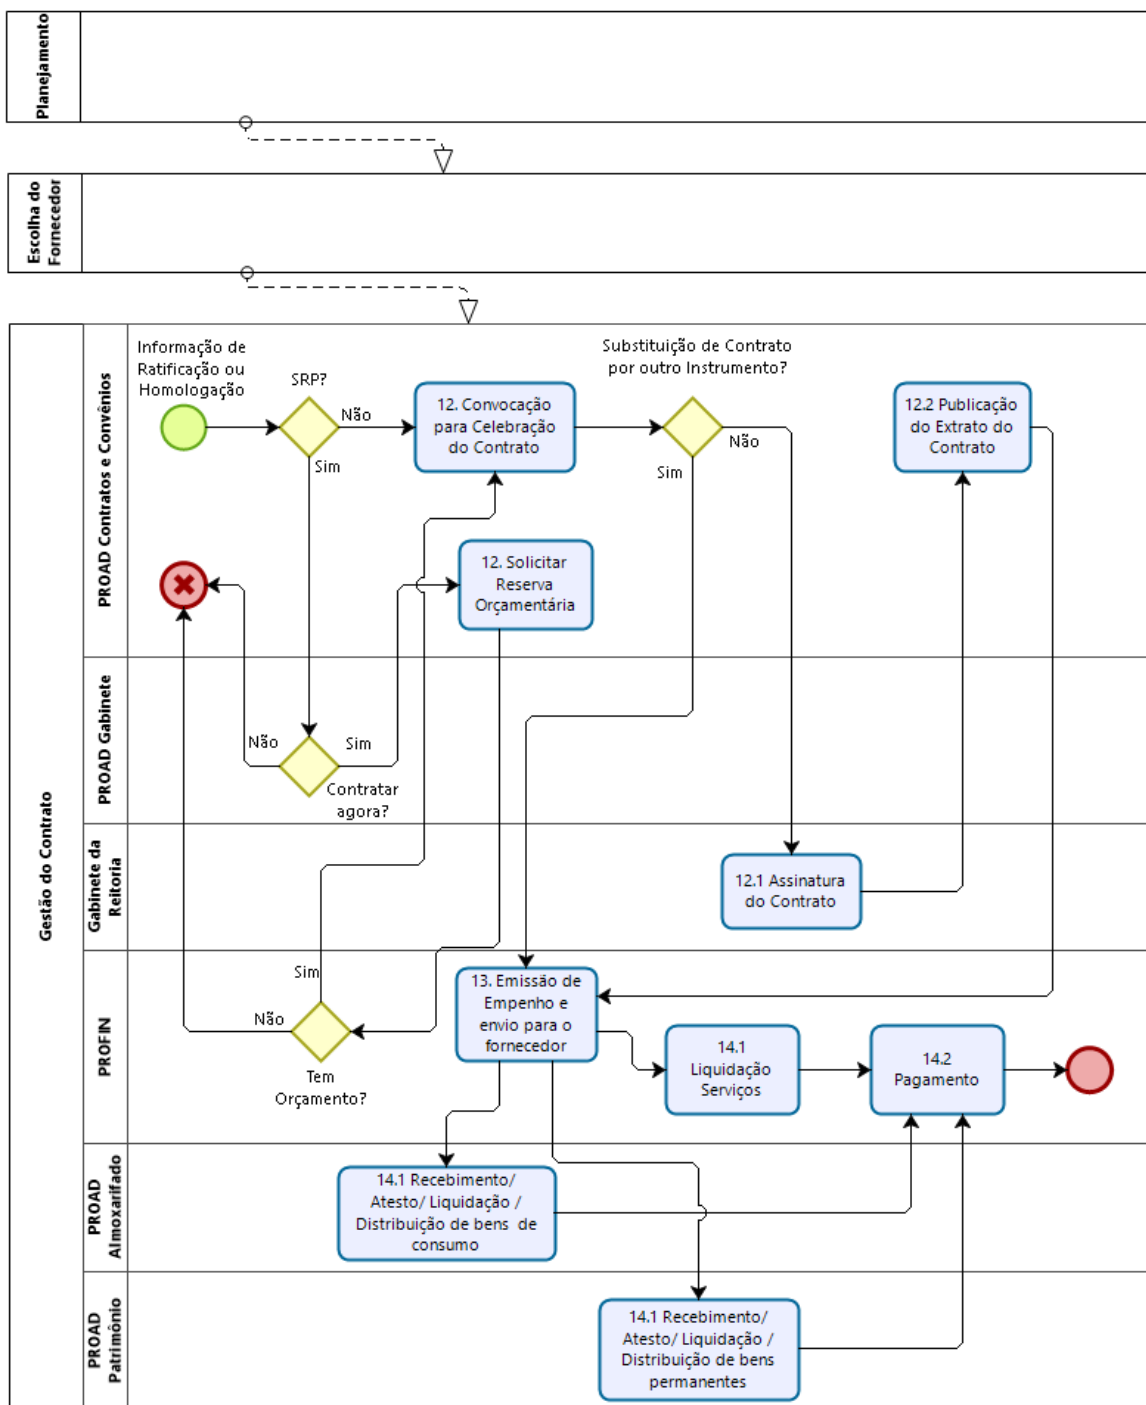 Planejamento
Escolha do
Fornecedor
Gestão do Contrato
PROAD Contratos e Convênios
Informação de
Ratificação ou
Homologação
SRP?
Não
Sim
12. Convocação
para Celebração
do Contrato
Substituição de Contrato
por outro Instrumento?
Não
Sim
12.2 Publicação
do Extrato do
Contrato
12. Solicitar
Reserva
Orçamentária
PROAD Gabinete
Não
Sim
Contratar
agora?
Gabinete da
Reitoria
12.1 Assinatura
do Contrato
PROFIN
Sim
Não
Tem
Orçamento?
13. Emissão de
Empenho e
envio para o
fornecedor
14.1
Liquidação
Serviços
14.2
Pagamento
PROAD
Almoxarifado
14.1 Recebimento/
Atesto/ Liquidação /
Distribuição de bens de
consumo
PROAD
Patrimônio
14.1 Recebimento/
Atesto/ Liquidação /
Distribuição de bens
permanentes